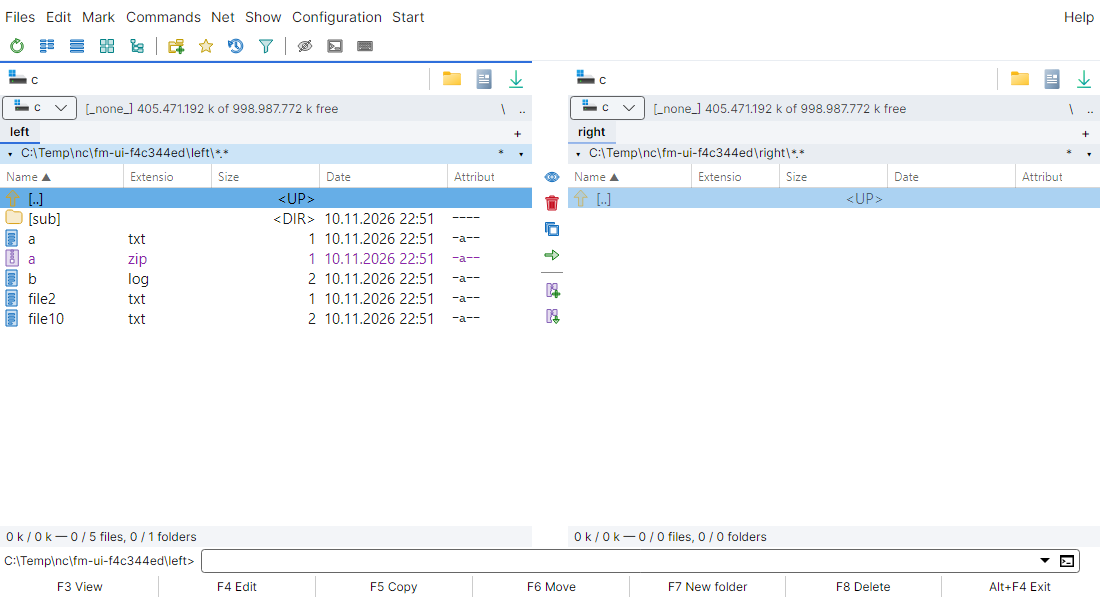 Files Edit Mark Commands Net Show Configuration Start Help
c c
c [_none_] 405.471.192 k of 998.987.772 k free \ .. c [_none_] 405.471.192 k of 998.987.772 k free \ ..
left + right +
C:\Temp\nc\fm-ui-f4c344ed\left\*.* * C:\Temp\nc\fm-ui-f4c344ed\right\*.* *
Name Extensio Size Date Attribut Name Extensio Size Date Attribut
[..] <UP> [..] <UP>
[sub] <DIR> 10.11.2026 22:51 ----
a txt 1 10.11.2026 22:51 -a--
a zip 1 10.11.2026 22:51 -a--
b log 2 10.11.2026 22:51 -a--
file2 txt 1 10.11.2026 22:51 -a--
file10 txt 2 10.11.2026 22:51 -a--
0 k / 0 k — 0 / 5 files, 0 / 1 folders 0 k / 0 k — 0 / 0 files, 0 / 0 folders
C:\Temp\nc\fm-ui-f4c344ed\left>
F3 View F4 Edit F5 Copy F6 Move F7 New folder F8 Delete Alt+F4 Exit